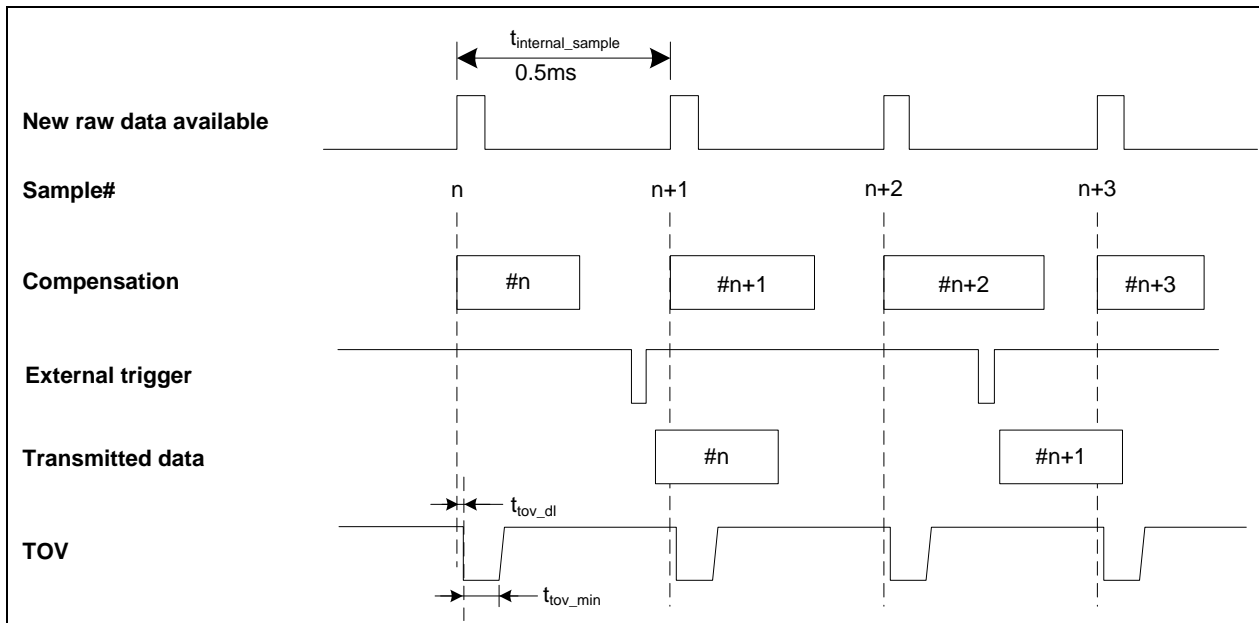 tinternal_sample
0.5ms
New raw data available
Sample# n n+1 n+2 n+3
Compensation #n #n+1 #n+2 #n+3
External trigger
Transmitted data #n #n+1
ttov_dl
TOV
ttov_min